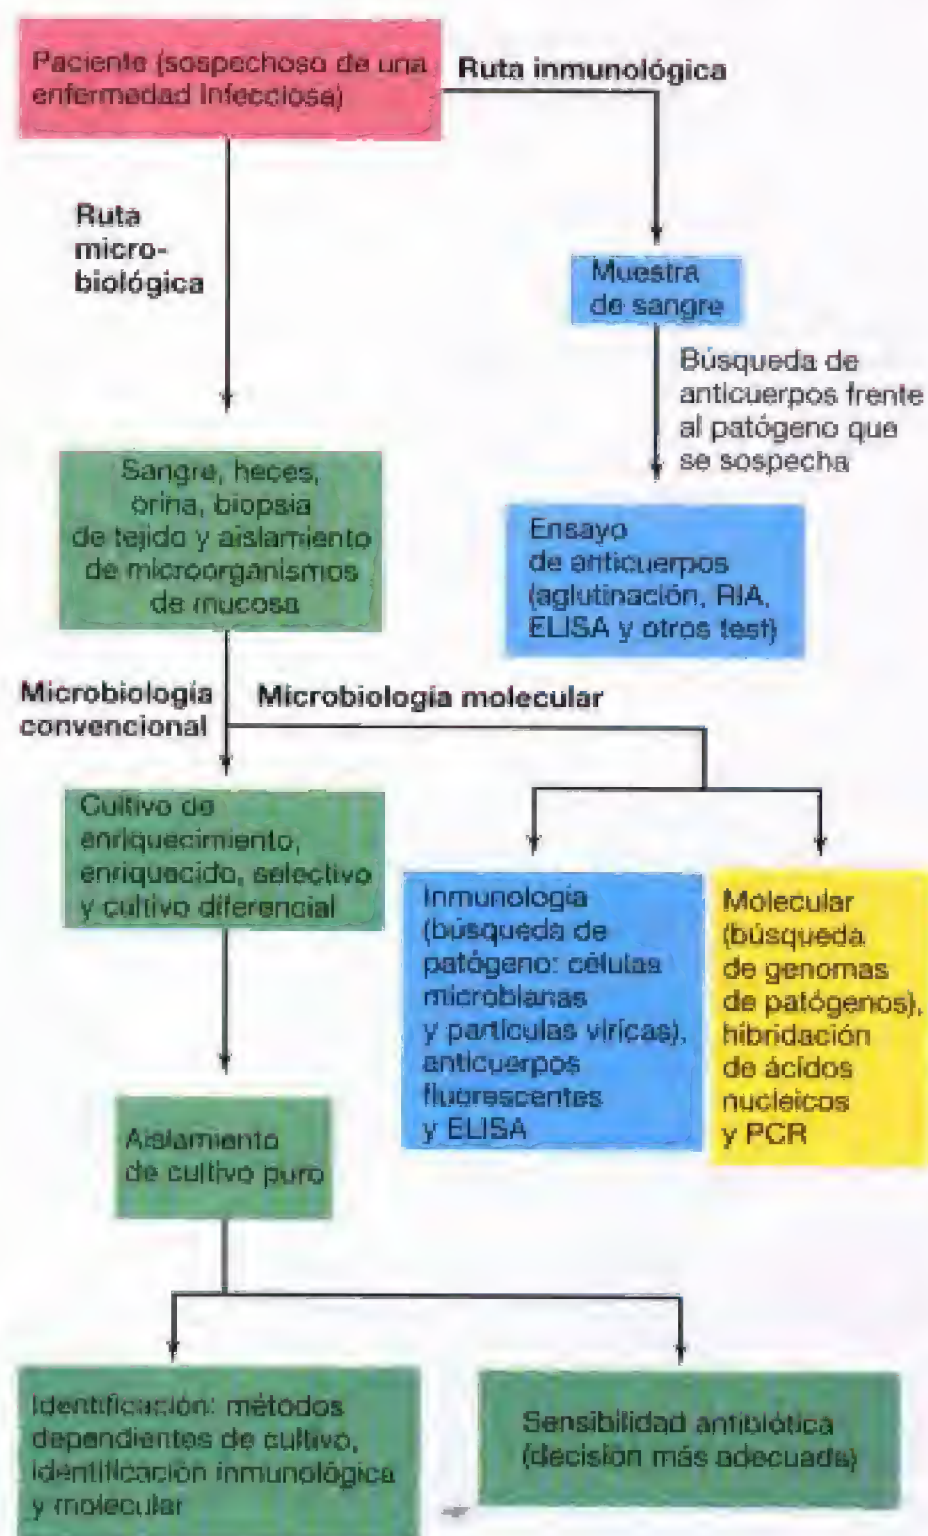 Paciente (sospechoso de una
enfermedad infecciosa)
Ruta inmunológica
Ruta
micro-
biológica
Muestra
de sangre
Búsqueda de
anticuerpos frente
al patógeno que
se sospecha
Sangre, heces,
orina, biopsia
de tejido y aislamiento
de microorganismos
de mucosa
Ensayo
de anticuerpos
(aglutinación, RIA,
ELISA y otros test)
Microbiología
convencional
Microbiología molecular
Cultivo de
enriquecimiento,
enriquecido, selectivo
y cultivo diferencial
Inmunología
(búsqueda de
patógeno: células
microbianas
y partículas víricas),
anticuerpos
fluorescentes
y ELISA
Molecular
(búsqueda
de genomas
de patógenos),
hibridación
de ácidos
nucleicos
y PCR
Aislamiento
de cultivo puro
Identificación: métodos
dependientes de cultivo,
identificación inmunológica
y molecular
Sensibilidad antibiótica
(decisión más adecuada)